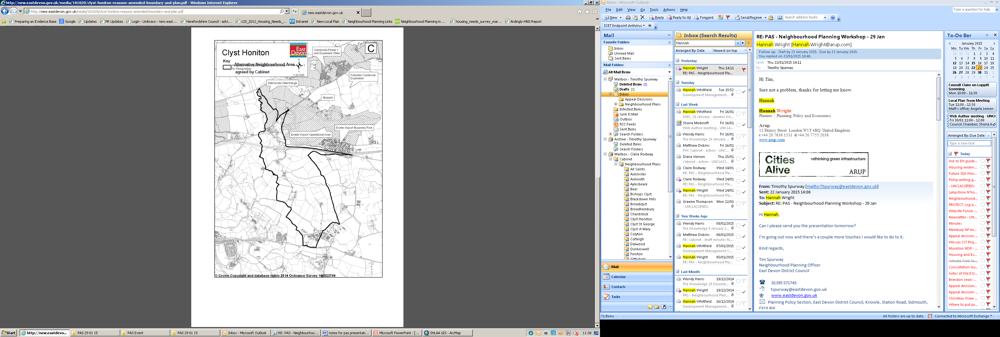 http://new.eastdevon.gov.uk/media/181020/clyst-honiton-reasons-amended-boundary-and-plan.pdf - Windows Internet Explorer
http://new.eastdevon.gov.uk/media/181020/clyst-honiton-reasons-amended-boundary-and-plan.pdf
new.eastdevon.gov.uk
Preparing an Evidence Base
Google
Updates
PR Updates
Login - Umbraco - new.east...
Herefordshire Council - advi...
120_2012_Housing_Needs_...
Intranet
New Local Plan
Neighbourhood Planning Links
Neighbourhood Planning in ...
housing_needs_survey_mar...
Ardingly-HNS-Report
Clyst Honiton
East
Devon
Key
Alternative Neighbourhood Area
for Designation
agreed by Cabinet
1:20,000
C
Cranbrook Phase 1
and Expansion Sites
Potential Cranbrook
Expansion
Intermodal Interchange
Skypark
Exeter Airport Business Park
Exeter Airport Operational Area
© Crown Copyright and database rights 2014 Ordnance Survey 100023746
Start
http://new.eastdevo...
PAS 29 01 15
PAS Event
PAS 29 01 15
Inbox - Microsoft Outlook
RE: PAS - Neighbourhoo...
notes for pas presentati...
Microsoft PowerPoint - [...
SHLAA GIS - ArcMap
11:38
Inbox - Microsoft Outlook
File Edit View Go Tools Actions Help
Type a question for help
New Reply Reply to All Forward Send/Receive Search address books
ESET Endpoint Antivirus
Mail
Favorite Folders
Inbox
Unread Mail
Sent Items
Mail Folders
All Mail Items
Mailbox - Timothy Spurway
Deleted Items (2)
Drafts [1]
Inbox
Appeal Decisions
Neighbourhood Plans
Infected Items
Junk E-Mail
Outbox
RSS Feeds
Sent Items
Search Folders
Archive - Timothy Spurway
Deleted Items
Search Folders
Mailbox - Claire Rodway
Cabinet
Neighbourhood Plans
All Saints
Axminster
Axmouth
Aylesbeare
Beer
Bishops Clyst
Blackdown Hills
Broadclyst
Broadhembury
Chardstock
Clyst Honiton
Clyst St George
Clyst st Mary
Colyton
Cotleigh
Dalwood
Dunkeswell
Feniton
Gittisham
Mail
Calendar
Contacts
Tasks
71 Items
Inbox (Search Results)
Hannah
Arranged By: Date Newest on top
Yesterday
Hannah Wright Thu 14:11
RE: PAS - Neighbourhood Pla...
Tuesday
Hannah Whitfield Tue 15:52
Development Management...
Last Week
Hannah Whitfield Fri 16/01
DMC, 20 January - speaker list...
Shona Medcroft Fri 16/01
Web Author meeting - UNCLA...
Wendy Harris Fri 16/01
The Knowledge 16 January ...
Matthew Dickins Fri 16/01
FW: Cabinet - action - UNCL...
Diana Vernon Thu 15/01
Cabinet - action - UNCLASS...
Claire Rodway Wed 14/01
RE: PAS - Neighbourhood Pla...
Claire Rodway Wed 14/01
RE: PAS - Neighbourhood Pla...
Hannah Wright Wed 14/01
RE: PAS - Neighbourhood Pla...
Graeme Thompson Mon 12/01
- UNCLASSIFIED:
Two Weeks Ago
Wendy Harris 09/01/2015
The Knowledge 9 January 2...
Matthew Dickins 08/01/2015
RE: Cabinet - draft minutes fo...
Hannah Whitfield 07/01/2015
Development Management C...
Hannah Wright 05/01/2015
RE: PAS - Neighbourhood Pla...
Last Month
Wendy Harris 19/12/2014
The Knowledge 19 Decemb...
Hannah Wright 19/12/2014
PAS - Neighbourhood Plan...
Hannah Whitfield 16/12/2014
Development Management...
RE: PAS - Neighbourhood Planning Workshop - 29 Jan
Hannah Wright [Hannah.Wright@arup.com]
Follow up. Start by 23 January 2015. Due by 23 January 2015.
You replied on 23/01/2015 10:40.
Sent: Thu 22/01/2015 14:11
To: Timothy Spurway
Hi Tim,
Sure not a problem, thanks for letting me know.
Hannah
Hannah Wright
Planner | Planning, Policy and Economics
Arup
13 Fitzroy Street London W1T 4BQ United Kingdom
t +44 20 7636 1531 d +44 20 7755 2038
www.arup.com
Cities
Alive
rethinking green infrastructure
ARUP
From: Timothy Spurway [mailto:TSpurway@eastdevon.gov.uk]
Sent: 22 January 2015 14:06
To: Hannah Wright
Subject: RE: PAS - Neighbourhood Planning Workshop - 29 Jan
Hi Hannah,
Can I please send you the presentation tomorrow?
I'm going out now and there's a couple more touches I would like to do to it.
Kind regards,
Tim Spurway
Neighbourhood Planning Officer
East Devon District Council
01395 571745
tspurway@eastdevon.gov.uk
www.eastdevon.gov.uk
Planning Policy Section, East Devon District Council, Knowle, Station Road, Sidmouth,
EX10 8HL
To-Do Bar
January 2015
Mo Tu We Th Fr Sa Su
29 30 31 1 2 3 4
5 6 7 8 9 10 11
12 13 14 15 16 17 18
19 20 21 22 23 24 25
26 27 28 29 30 31 1
2 3 4 5 6 7 8
Consult Claire on Luppitt
Screening
Mon 10:00 - 11:30
Local Plan Team Meeting
Tue 11:00 - 12:30
Matt's office; Angela Lemon
Web Author meeting - UNCl
Fri 30/01 11:00 - 12:00
Council Chamber; Shona M
Arranged By: Due Date
Type a new task
Today
link to EH guide...
Housing eviden...
Future SEA Wor...
Policy writing g...
- UNCLASSIFIED:
Lympstone N'ho...
Neighbourhood...
PROTECT: Log b...
Website Forum -...
Newsletter - UN...
Minutes
Membury NP mi...
Appeal decision ...
Wessex CLT Proj...
Monkton NDR - ...
Housing and Ec...
Activate Walk to...
Consultation Gu...
notes of West D...
Brandon Lewis ...
Appeal decision...
Appeal decision ...
Christmas Draw ...
Where to put yo...
All folders are up to date.
Connected to Microsoft Exchange